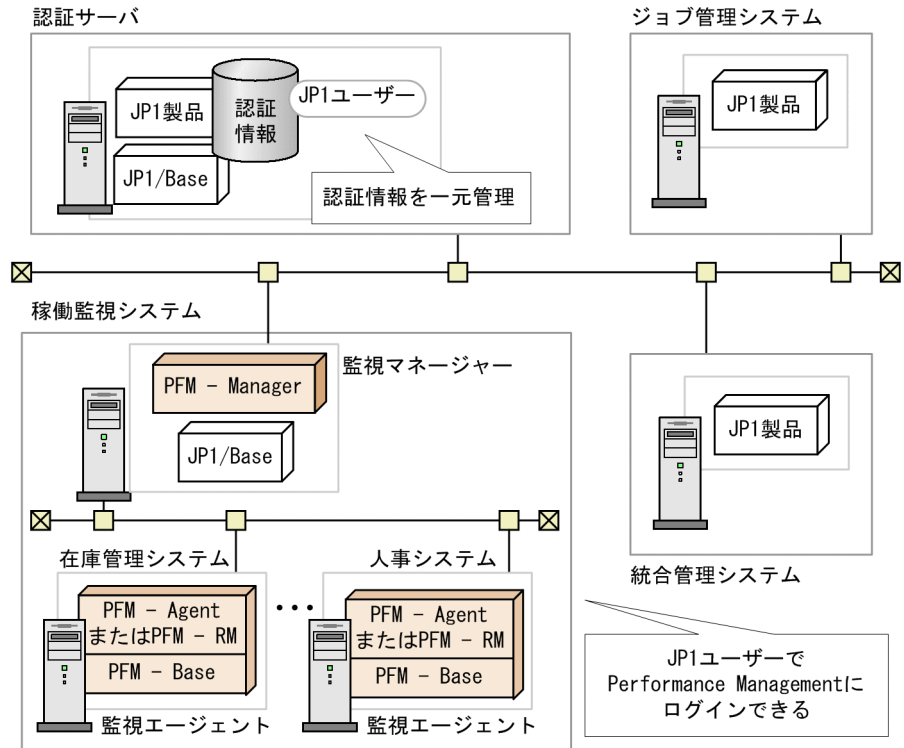 認証サーバ
ジョブ管理システム
JP1製品
認証
情報
JP1ユーザー
JP1/Base
認証情報を一元管理
JP1製品
稼働監視システム
監視マネージャー
PFM − Manager
JP1/Base
JP1製品
統合管理システム
在庫管理システム
人事システム
PFM − Agent
またはPFM − RM
PFM − Base
監視エージェント
・・・
PFM − Agent
またはPFM − RM
PFM − Base
監視エージェント
JP1ユーザーで
Performance Managementに
ログインできる